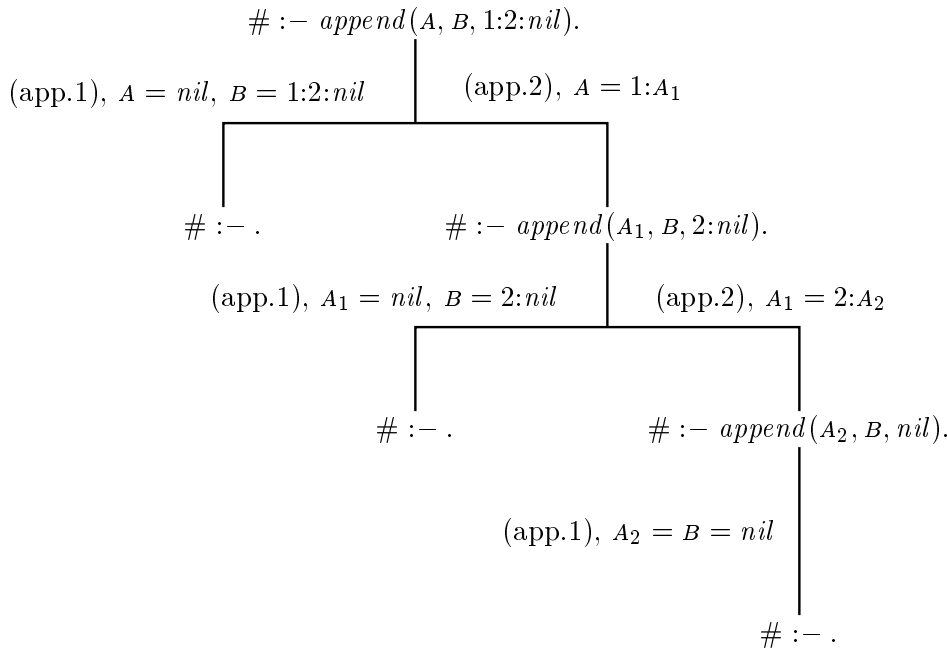 # :− append(A, B, 1:2:nil).
(app.1), A = nil, B = 1:2:nil
(app.2), A = 1:A₁
# :− .
# :− append(A₁, B, 2:nil).
(app.1), A₁ = nil, B = 2:nil
(app.2), A₁ = 2:A₂
# :− .
# :− append(A₂, B, nil).
(app.1), A₂ = B = nil
# :− .